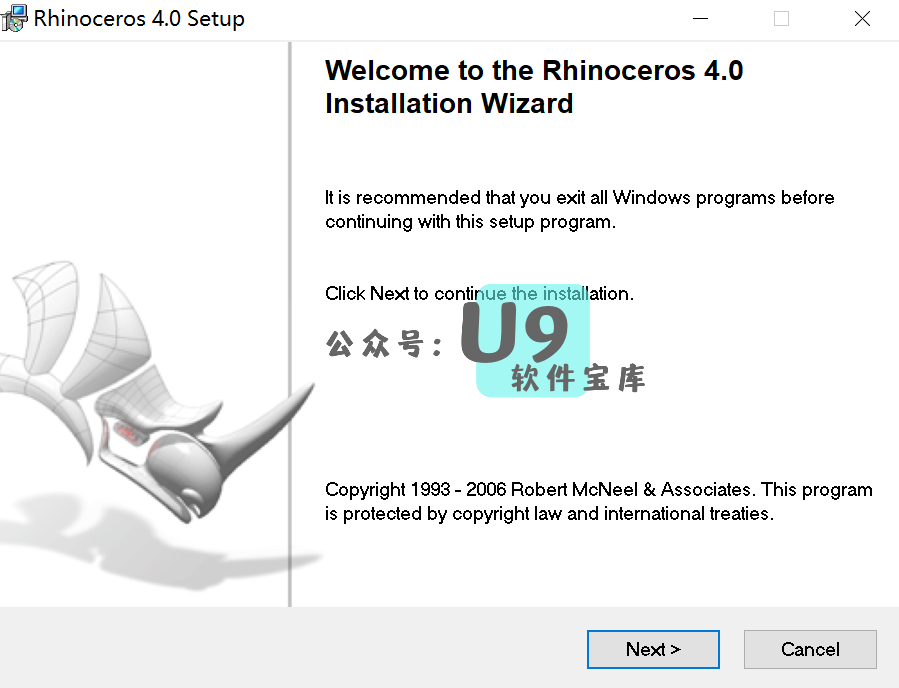 Rhinoceros 4.0 Setup
Welcome to the Rhinoceros 4.0
Installation Wizard
It is recommended that you exit all Windows programs before
continuing with this setup program.
Click Next to continue the installation.
公众号：U9
软件宝库
Copyright 1993 - 2006 Robert McNeel & Associates. This program
is protected by copyright law and international treaties.
Next >
Cancel